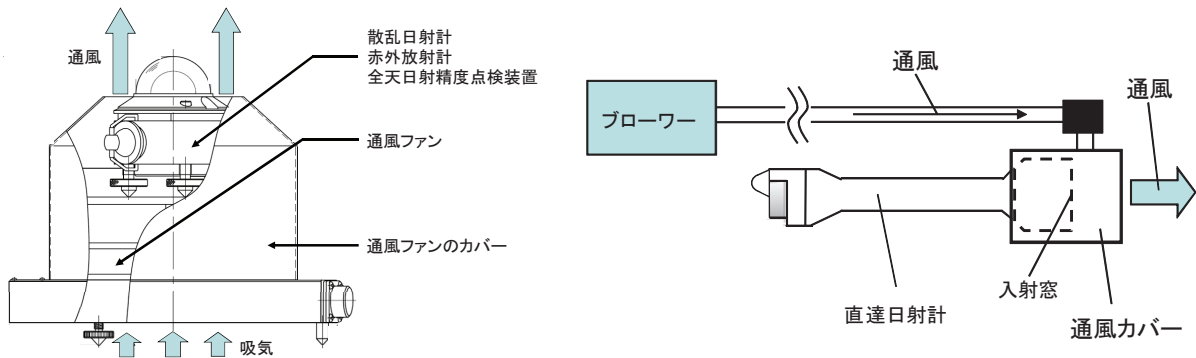 通風
散乱日射計
赤外放射計
全天日射精度点検装置
通風ファン
通風ファンのカバー
吸気
ブローワー
通風
通風
直達日射計
入射窓
通風カバー